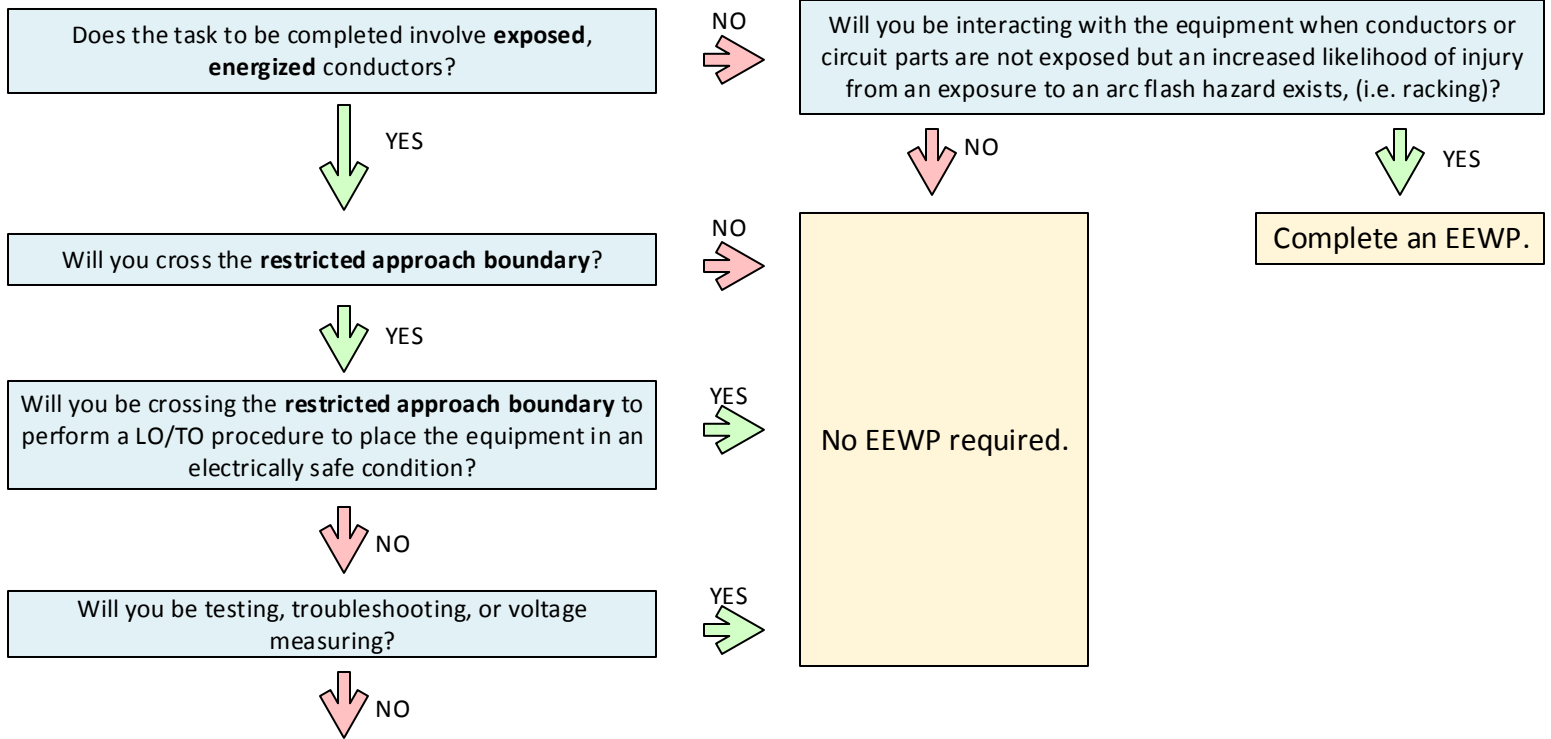 Does the task to be completed involve exposed,
energized conductors?
NO
Will you be interacting with the equipment when conductors or
circuit parts are not exposed but an increased likelihood of injury
from an exposure to an arc flash hazard exists, (i.e. racking)?
YES
NO
YES
Will you cross the restricted approach boundary?
NO
Complete an EEWP.
YES
Will you be crossing the restricted approach boundary to
perform a LO/TO procedure to place the equipment in an
electrically safe condition?
YES
No EEWP required.
NO
Will you be testing, troubleshooting, or voltage
measuring?
YES
NO